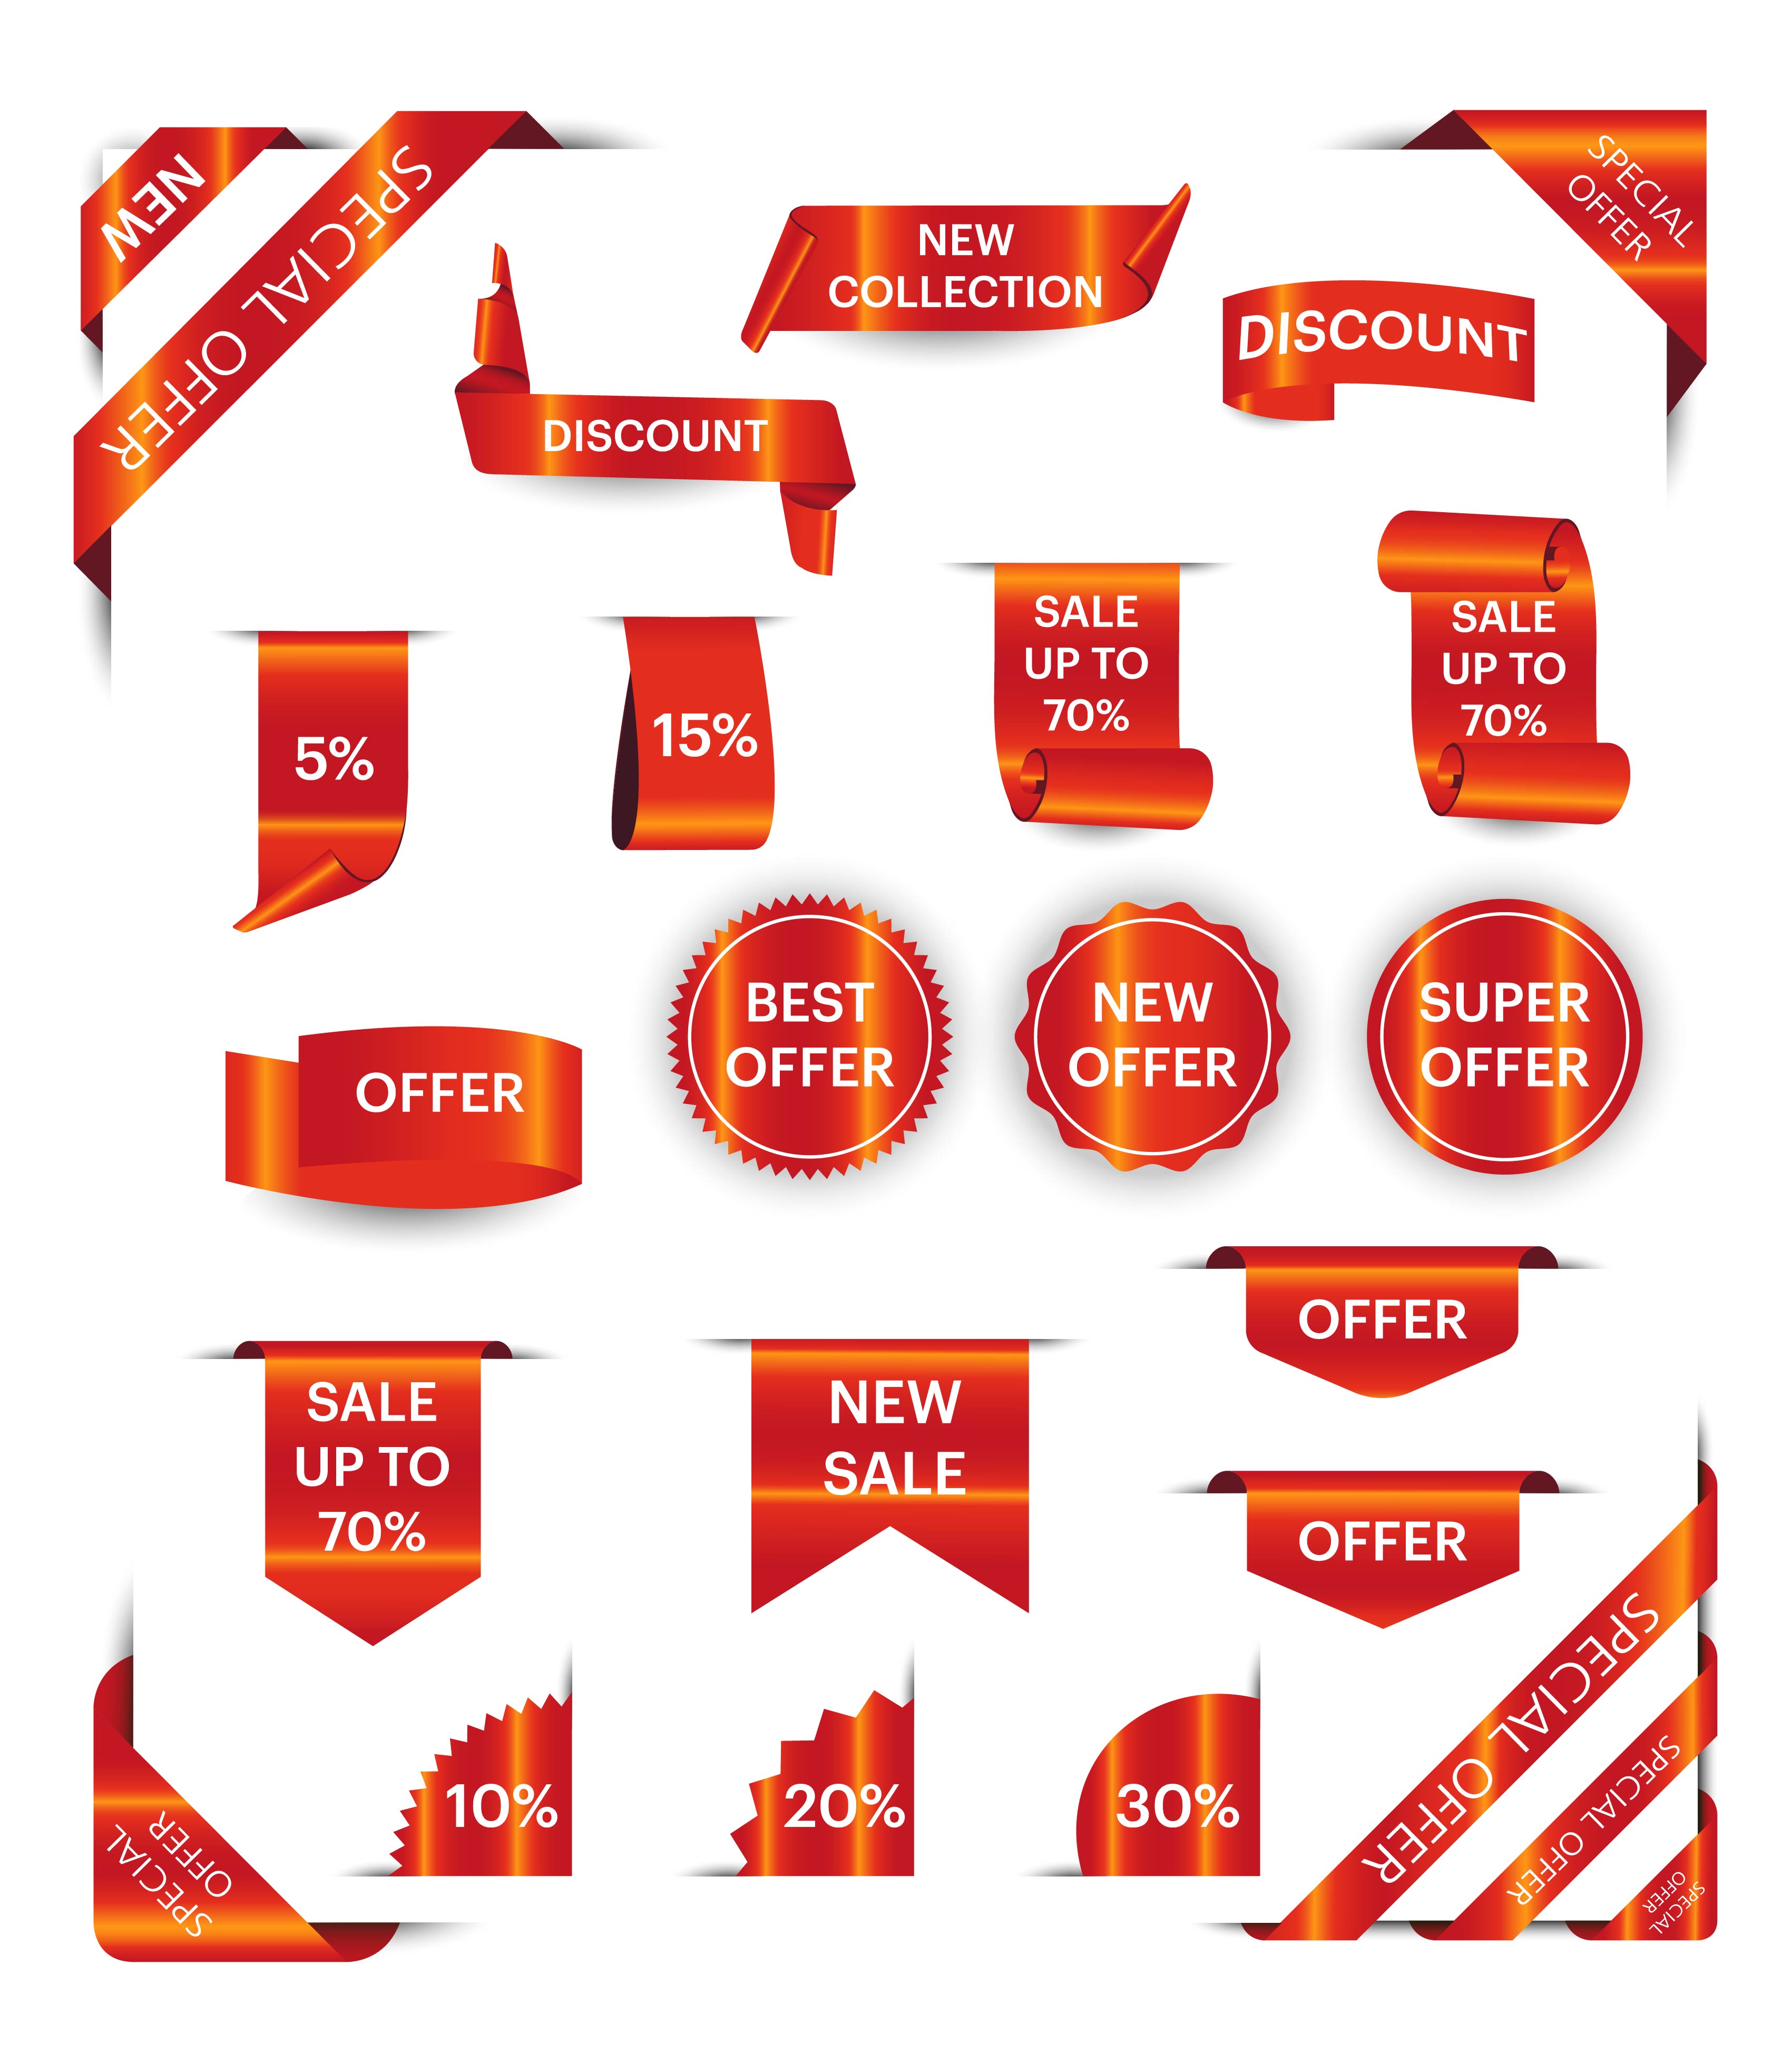 NEW
SPECIAL OFFER
NEW
COLLECTION
SPECIAL
OFFER
DISCOUNT
DISCOUNT
5%
15%
SALE
UP TO
70%
SALE
UP TO
70%
OFFER
BEST
OFFER
NEW
OFFER
SUPER
OFFER
SALE
UP TO
70%
NEW
SALE
OFFER
OFFER
SPECIAL
OFFER
10%
20%
30%
SPECIAL OFFER
SPECIAL OFFER
SPECIAL
OFFER